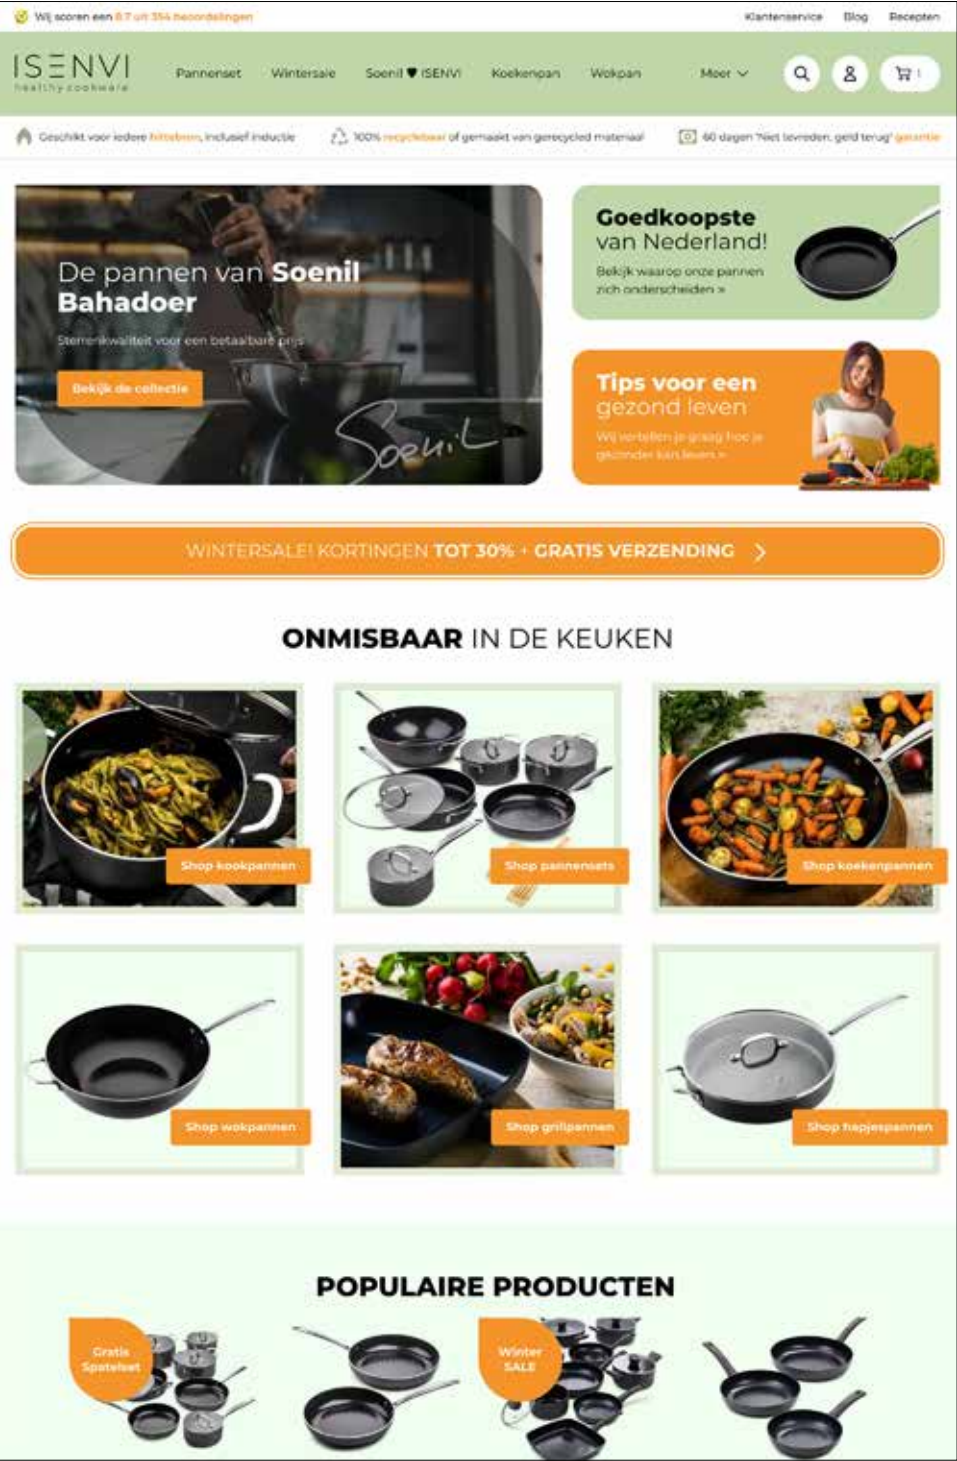 Wij scoren een 8.7 uit 354 beoordelingen
Klantenservice Blog Recepten
ISENVI
healthy cookware
Pannenset Wintersale Soenil ♥ ISENVI Koekenpan Wokpan Meer
1
Geschikt voor iedere hittebron, inclusief inductie
100% recyclebaar of gemaakt van gerecycled materiaal
60 dagen 'Niet tevreden, geld terug' garantie
De pannen van Soenil
Bahadoer
Sterrenkwaliteit voor een betaalbare prijs
Bekijk de collectie
Soenil
Goedkoopste
van Nederland!
Bekijk waarop onze pannen
zich onderscheiden »
Tips voor een
gezond leven
Wij vertellen je graag hoe je
gezonder kan leven »
WINTERSALE! KORTINGEN TOT 30% + GRATIS VERZENDING
ONMISBAAR IN DE KEUKEN
Shop kookpannen
Shop pannensets
Shop koekenpannen
Shop wokpannen
Shop grillpannen
Shop hapjespannen
POPULAIRE PRODUCTEN
Gratis
Spatelset
Winter
SALE